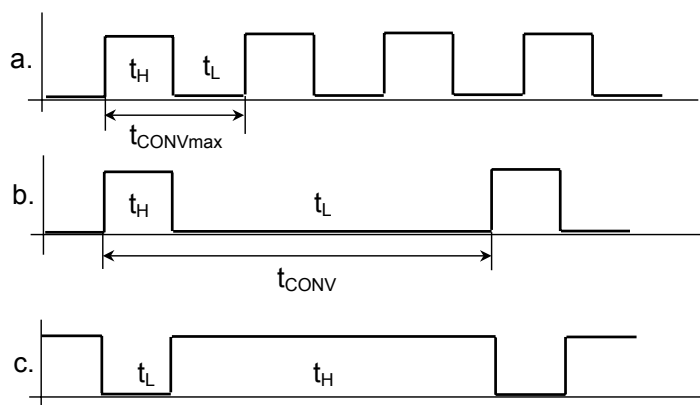 a.
tH
tL
tCONVmax
b.
tH
tL
tCONV
c.
tL
tH